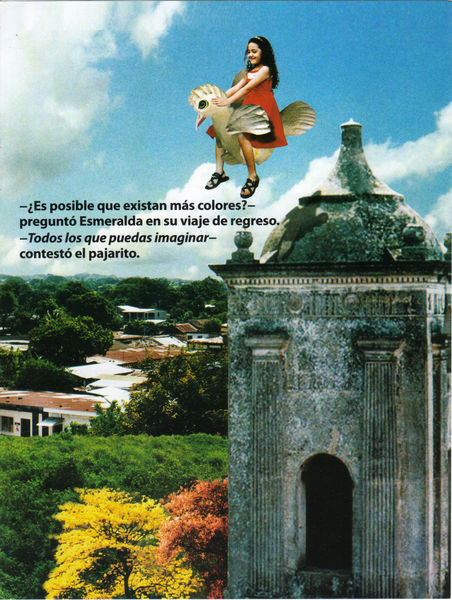 –¿Es posible que existan más colores?–
preguntó Esmeralda en su viaje de regreso.
–Todos los que puedas imaginar–
contestó el pajarito.